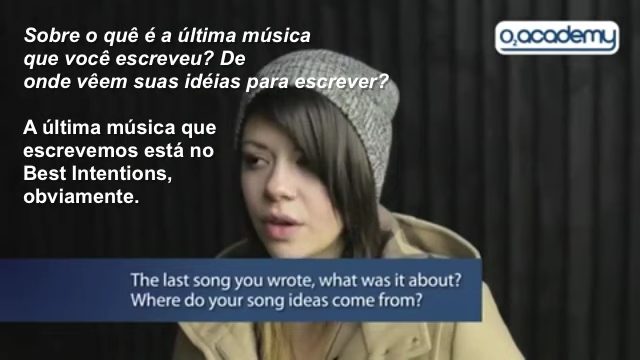 Sobre o quê é a última música
que você escreveu? De
onde vêem suas idéias para escrever?
A última música que
escrevemos está no
Best Intentions,
obviamente.
O2academy
The last song you wrote, what was it about?
Where do your song ideas come from?